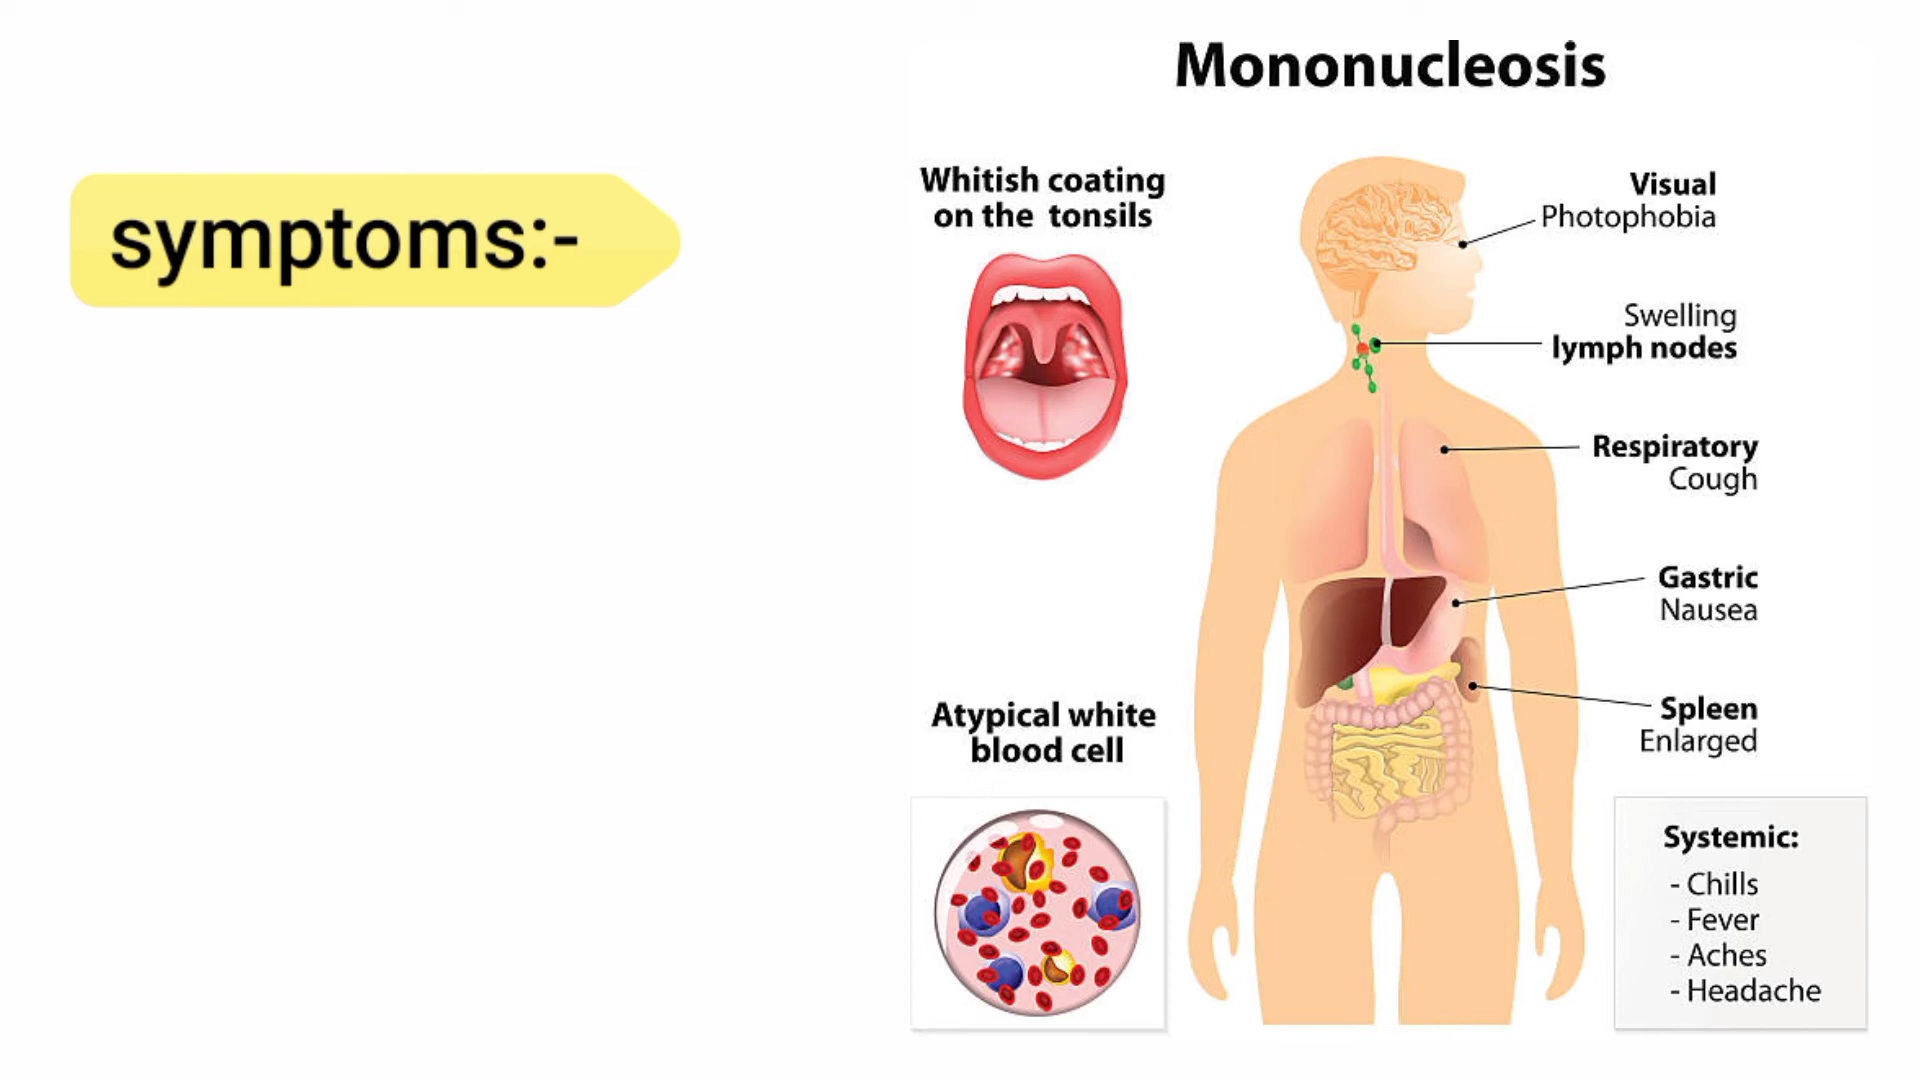 Mononucleosis
symptoms:-
Whitish coating
on the tonsils
Visual
Photophobia
Swelling
lymph nodes
Respiratory
Cough
Gastric
Nausea
Spleen
Enlarged
Atypical white
blood cell
Systemic:
- Chills
- Fever
- Aches
- Headache